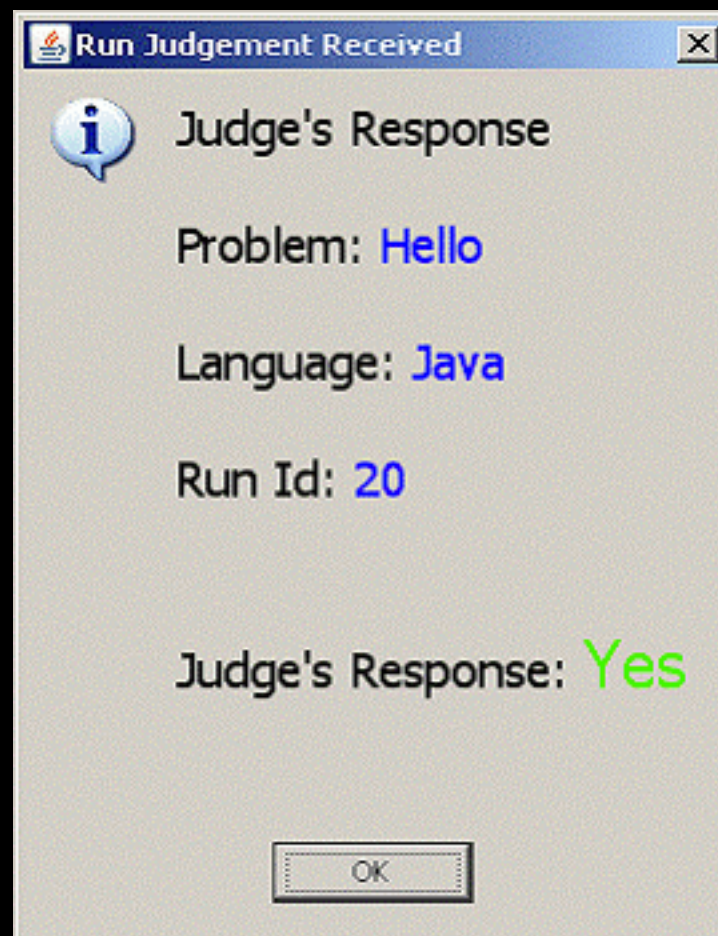 Run Judgement Received
Judge's Response
Problem: Hello
Language: Java
Run Id: 20
Judge's Response: Yes
OK